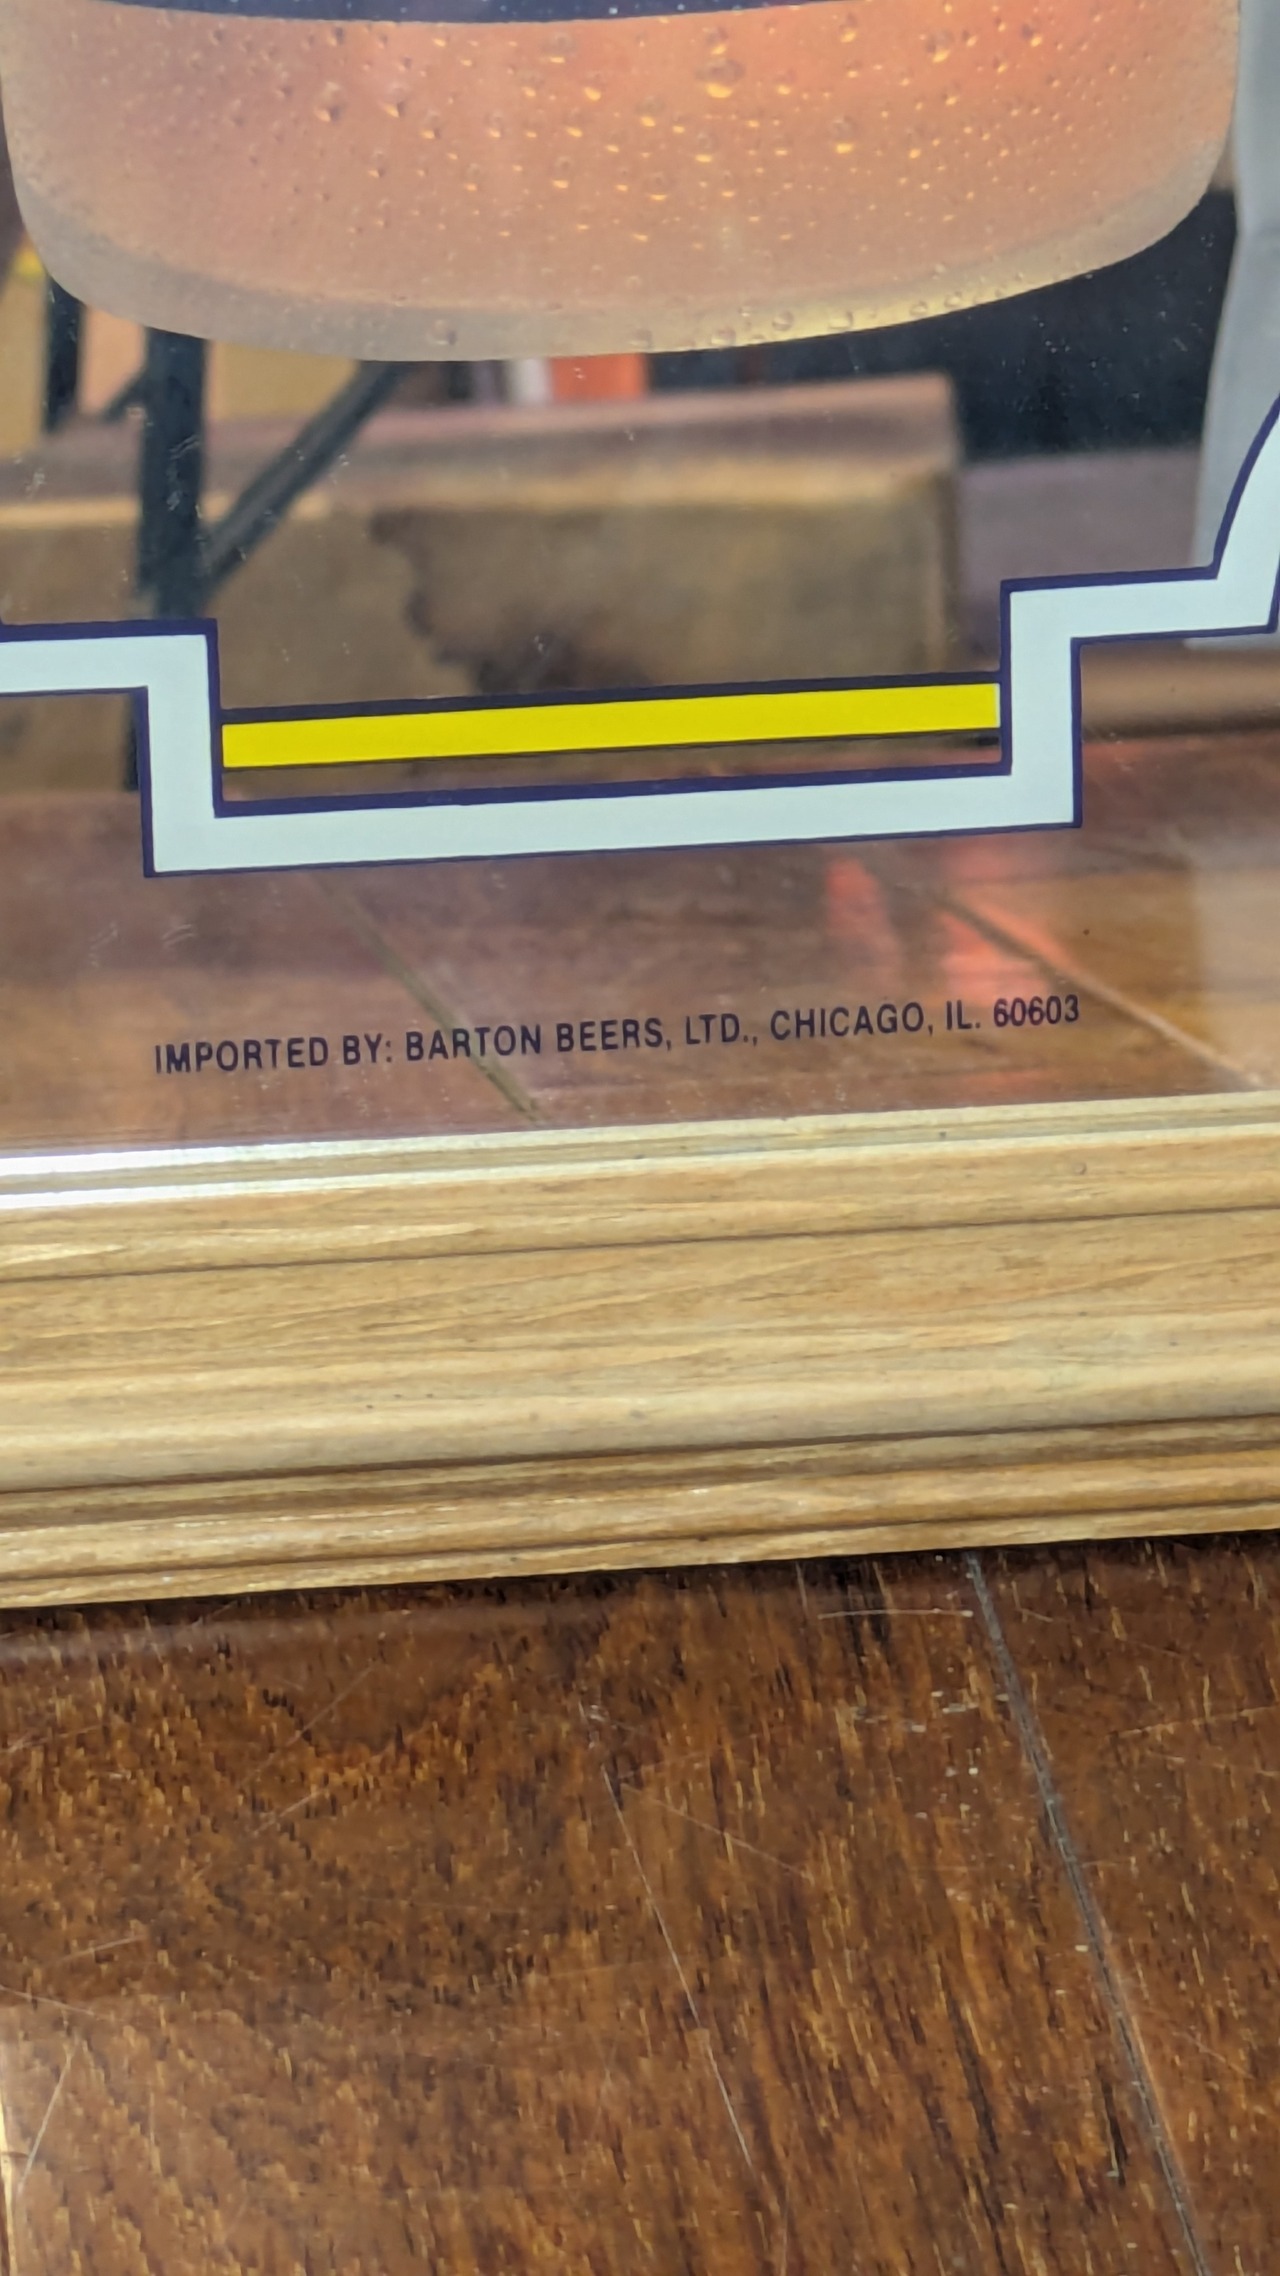 IMPORTED BY: BARTON BEERS, LTD., CHICAGO, IL. 60603